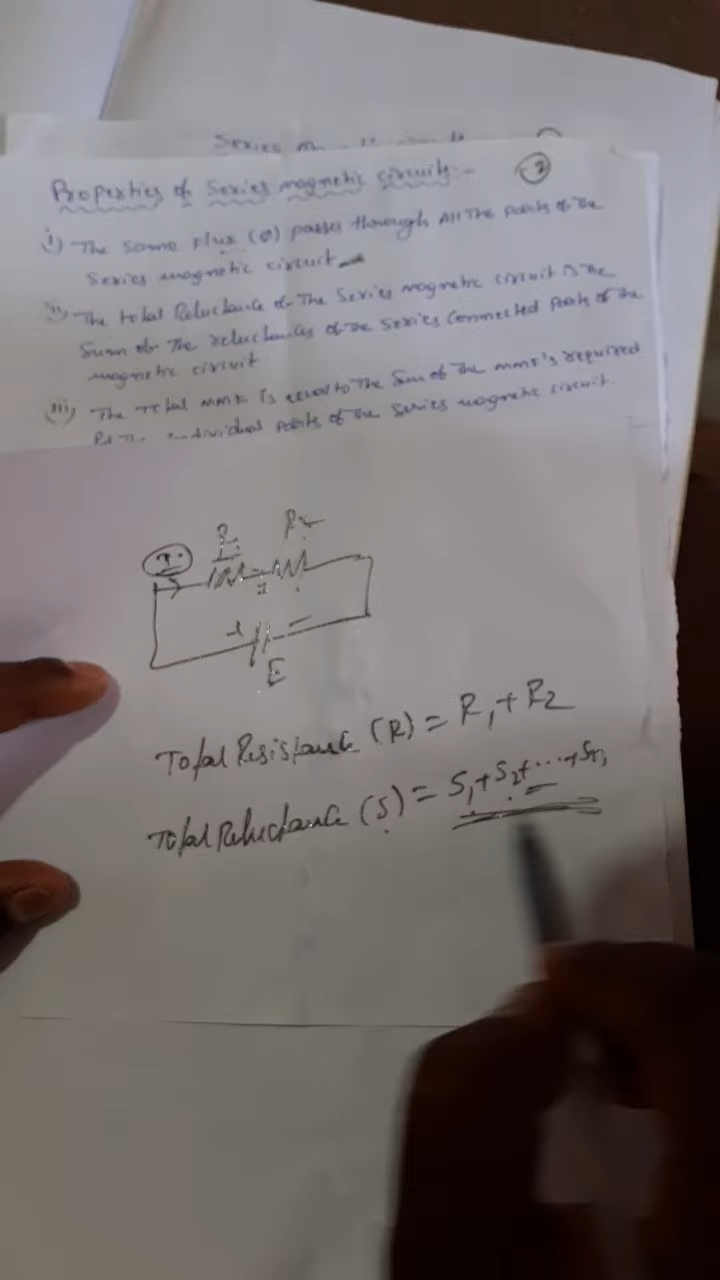 Series
Properties of Series magnetic circuit:- 2
i) The same Flux (Ø) passes through All The parts of The
Series magnetic circuit
ii) The total Reluctance of The Series magnetic circuit is The
Sum of The reluctances of The Series Connected parts of The
magnetic circuit.
iii) The Total mmf is equal to The Sum of The mmf's required
individual parts of The Series magnetic circuit.
R2
I
+ -
E
Total Resistance (R) = R1 + R2
Total Reluctance (S) = S1+S2+ ... + Sn